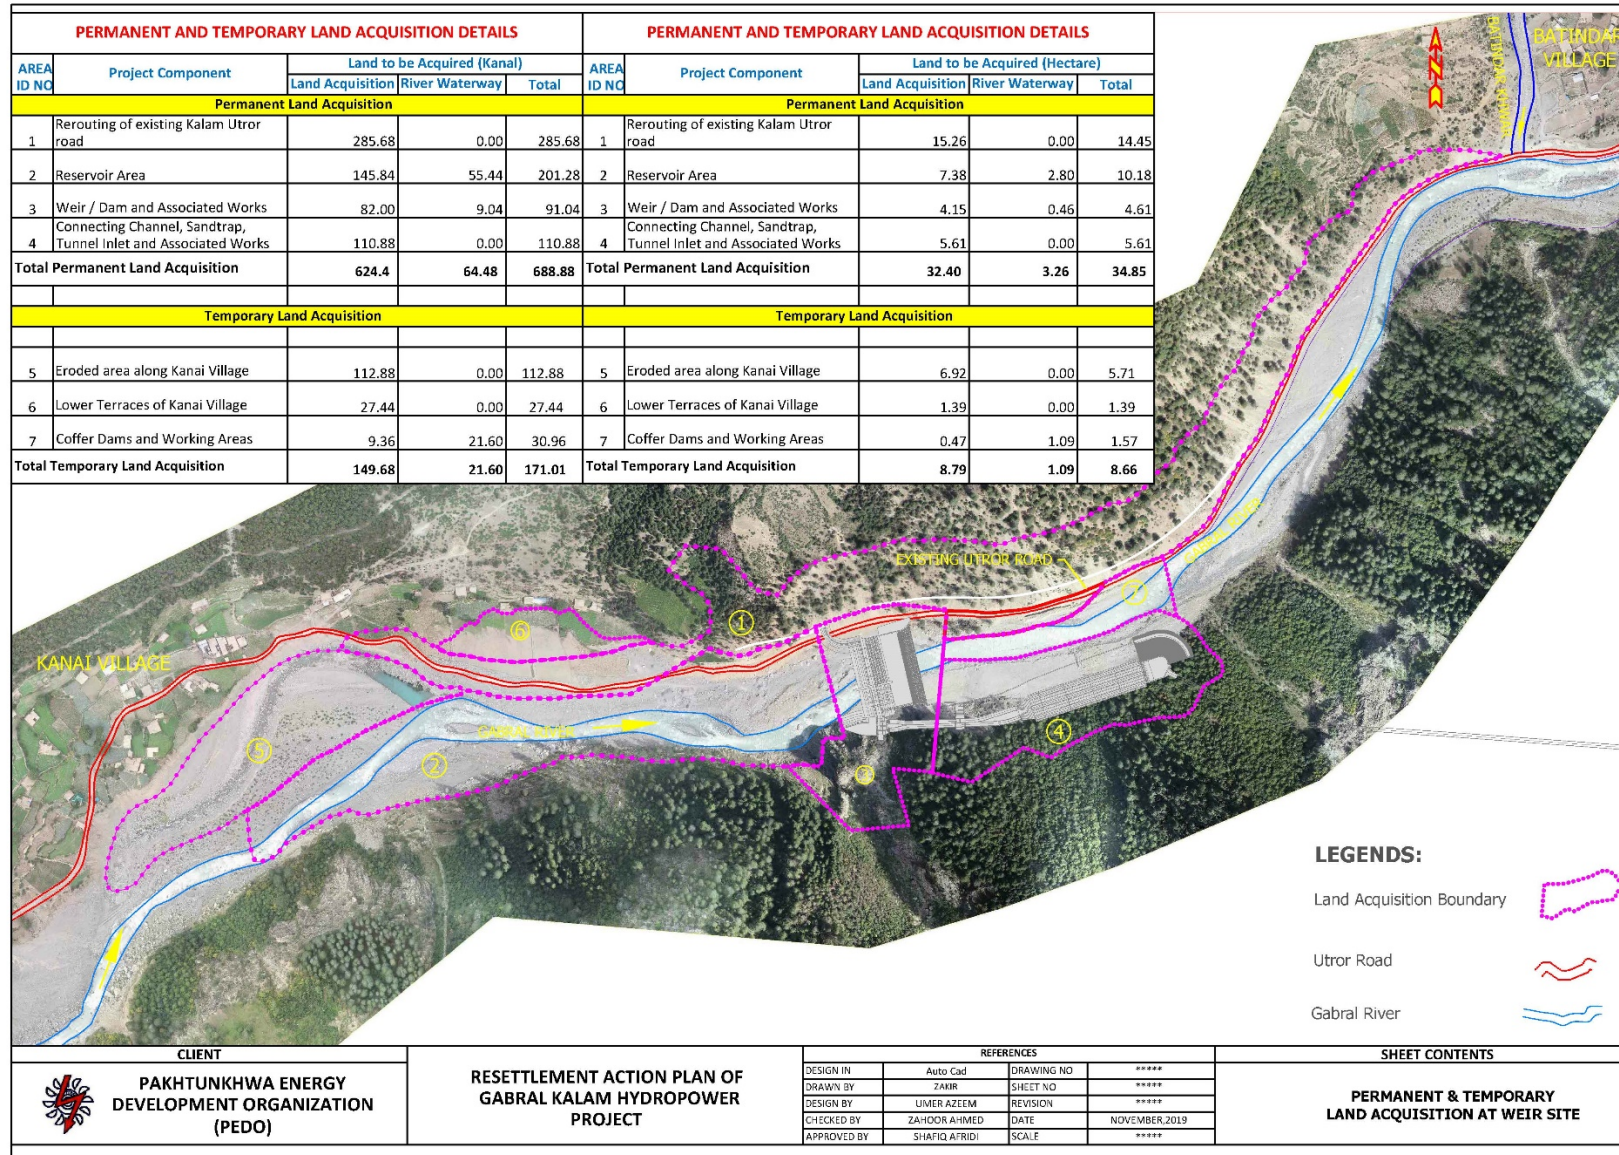 PERMANENT AND TEMPORARY LAND ACQUISITION DETAILS
AREA ID NO | Project Component | Land to be Acquired (Kanal)
Land Acquisition | River Waterway | Total
Permanent Land Acquisition
1 | Rerouting of existing Kalam Utror road | 285.68 | 0.00 | 285.68
2 | Reservoir Area | 145.84 | 55.44 | 201.28
3 | Weir / Dam and Associated Works | 82.00 | 9.04 | 91.04
4 | Connecting Channel, Sandtrap, Tunnel Inlet and Associated Works | 110.88 | 0.00 | 110.88
Total Permanent Land Acquisition | 624.4 | 64.48 | 688.88
Temporary Land Acquisition
5 | Eroded area along Kanai Village | 112.88 | 0.00 | 112.88
6 | Lower Terraces of Kanai Village | 27.44 | 0.00 | 27.44
7 | Coffer Dams and Working Areas | 9.36 | 21.60 | 30.96
Total Temporary Land Acquisition | 149.68 | 21.60 | 171.01
PERMANENT AND TEMPORARY LAND ACQUISITION DETAILS
AREA ID NO | Project Component | Land to be Acquired (Hectare)
Land Acquisition | River Waterway | Total
Permanent Land Acquisition
1 | Rerouting of existing Kalam Utror road | 15.26 | 0.00 | 14.45
2 | Reservoir Area | 7.38 | 2.80 | 10.18
3 | Weir / Dam and Associated Works | 4.15 | 0.46 | 4.61
4 | Connecting Channel, Sandtrap, Tunnel Inlet and Associated Works | 5.61 | 0.00 | 5.61
Total Permanent Land Acquisition | 32.40 | 3.26 | 34.85
Temporary Land Acquisition
5 | Eroded area along Kanai Village | 6.92 | 0.00 | 5.71
6 | Lower Terraces of Kanai Village | 1.39 | 0.00 | 1.39
7 | Coffer Dams and Working Areas | 0.47 | 1.09 | 1.57
Total Temporary Land Acquisition | 8.79 | 1.09 | 8.66
BATINDAR
VILLAGE
BATINDAR
EXISTING UTROR ROAD
GABRAL RIVER
7
1
6
KANAI VILLAGE
5
GABRAL RIVER
2
4
3
LEGENDS:
Land Acquisition Boundary
Utror Road
Gabral River
CLIENT
PAKHTUNKHWA ENERGY
DEVELOPMENT ORGANIZATION
(PEDO)
RESETTLEMENT ACTION PLAN OF
GABRAL KALAM HYDROPOWER
PROJECT
REFERENCES
DESIGN IN | Auto Cad | DRAWING NO | *****
DRAWN BY | ZAKIR | SHEET NO | *****
DESIGN BY | UMER AZEEM | REVISION | *****
CHECKED BY | ZAHOOR AHMED | DATE | NOVEMBER,2019
APPROVED BY | SHAFIQ AFRIDI | SCALE | *****
SHEET CONTENTS
PERMANENT & TEMPORARY
LAND ACQUISITION AT WEIR SITE